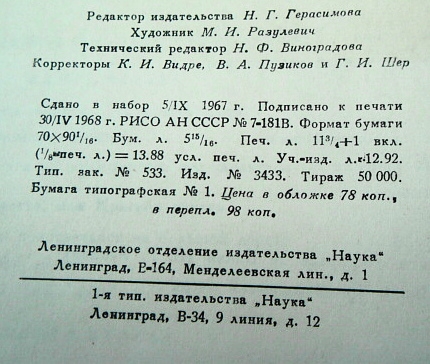 Редактор издательства Н. Г. Герасимова
Художник М. И. Разулевич
Технический редактор Н. Ф. Виноградова
Корректоры К. И. Видре, В. А. Пузиков и Г. И. Шер
Сдано в набор 5/IX 1967 г. Подписано к печати
30/IV 1968 г. РИСО АН СССР № 7-181В. Формат бумаги
70×90¹/₁₆. Бум. л. 5¹⁵/₁₆. Печ. л. 11³/₄+1 вкл.
(¹/₈ печ. л.) = 13.88 усл. печ. л. Уч.-изд. л. 12.92.
Тип. зак. № 533. Изд. № 3433. Тираж 50 000.
Бумага типографская № 1. Цена в обложке 78 коп.,
в перепл. 98 коп.
Ленинградское отделение издательства „Наука“
Ленинград, В-164, Менделеевская лин., д. 1
1-я тип. издательства „Наука“
Ленинград, В-34, 9 линия, д. 12